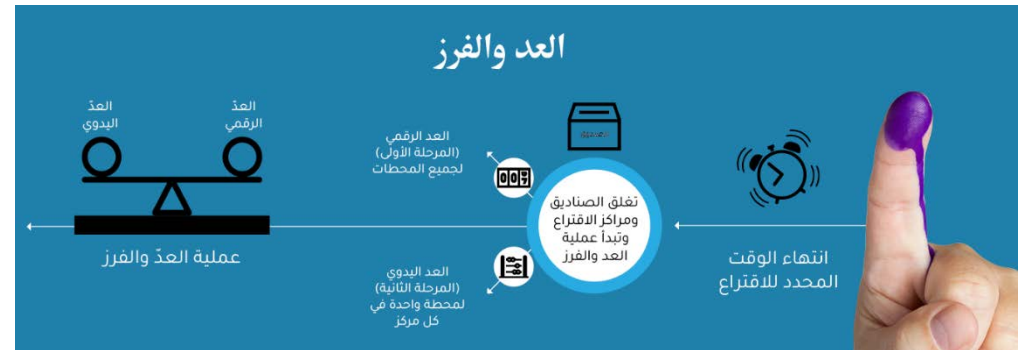 العد والفرز
انتهاء الوقت
المحدد للاقتراع
تغلق الصناديق
ومراكز الاقتراع
وتبدأ عملية
العد والفرز
العد الرقمي
(المرحلة الأولى)
لجميع المحطات
العد اليدوي
(المرحلة الثانية)
لمحطة واحدة في
كل مركز
العدّ
الرقمي
العدّ
اليدوي
عملية العدّ والفرز